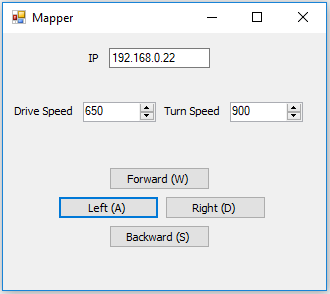 Mapper
IP 192.168.0.22
Drive Speed 650 Turn Speed 900
Forward (W)
Left (A) Right (D)
Backward (S)